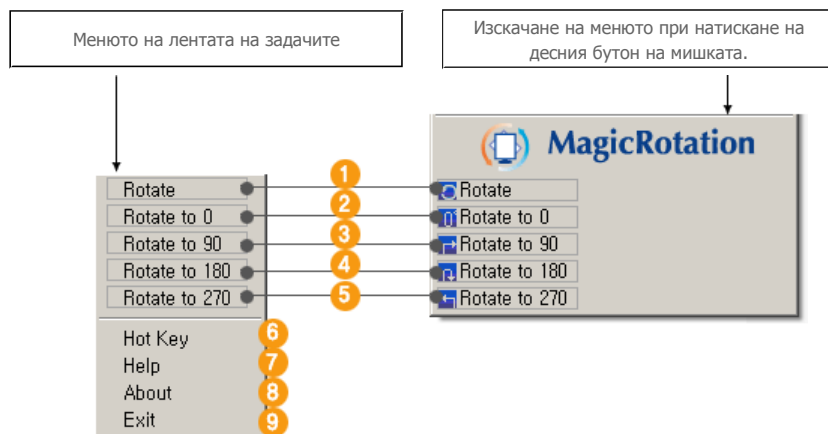 Менюто на лентата на задачите
Изскачане на менюто при натискане на
десния бутон на мишката.
MagicRotation
1
Rotate
Rotate
2
Rotate to 0
Rotate to 0
3
Rotate to 90
Rotate to 90
4
Rotate to 180
Rotate to 180
5
Rotate to 270
Rotate to 270
Hot Key 6
Help 7
About 8
Exit 9